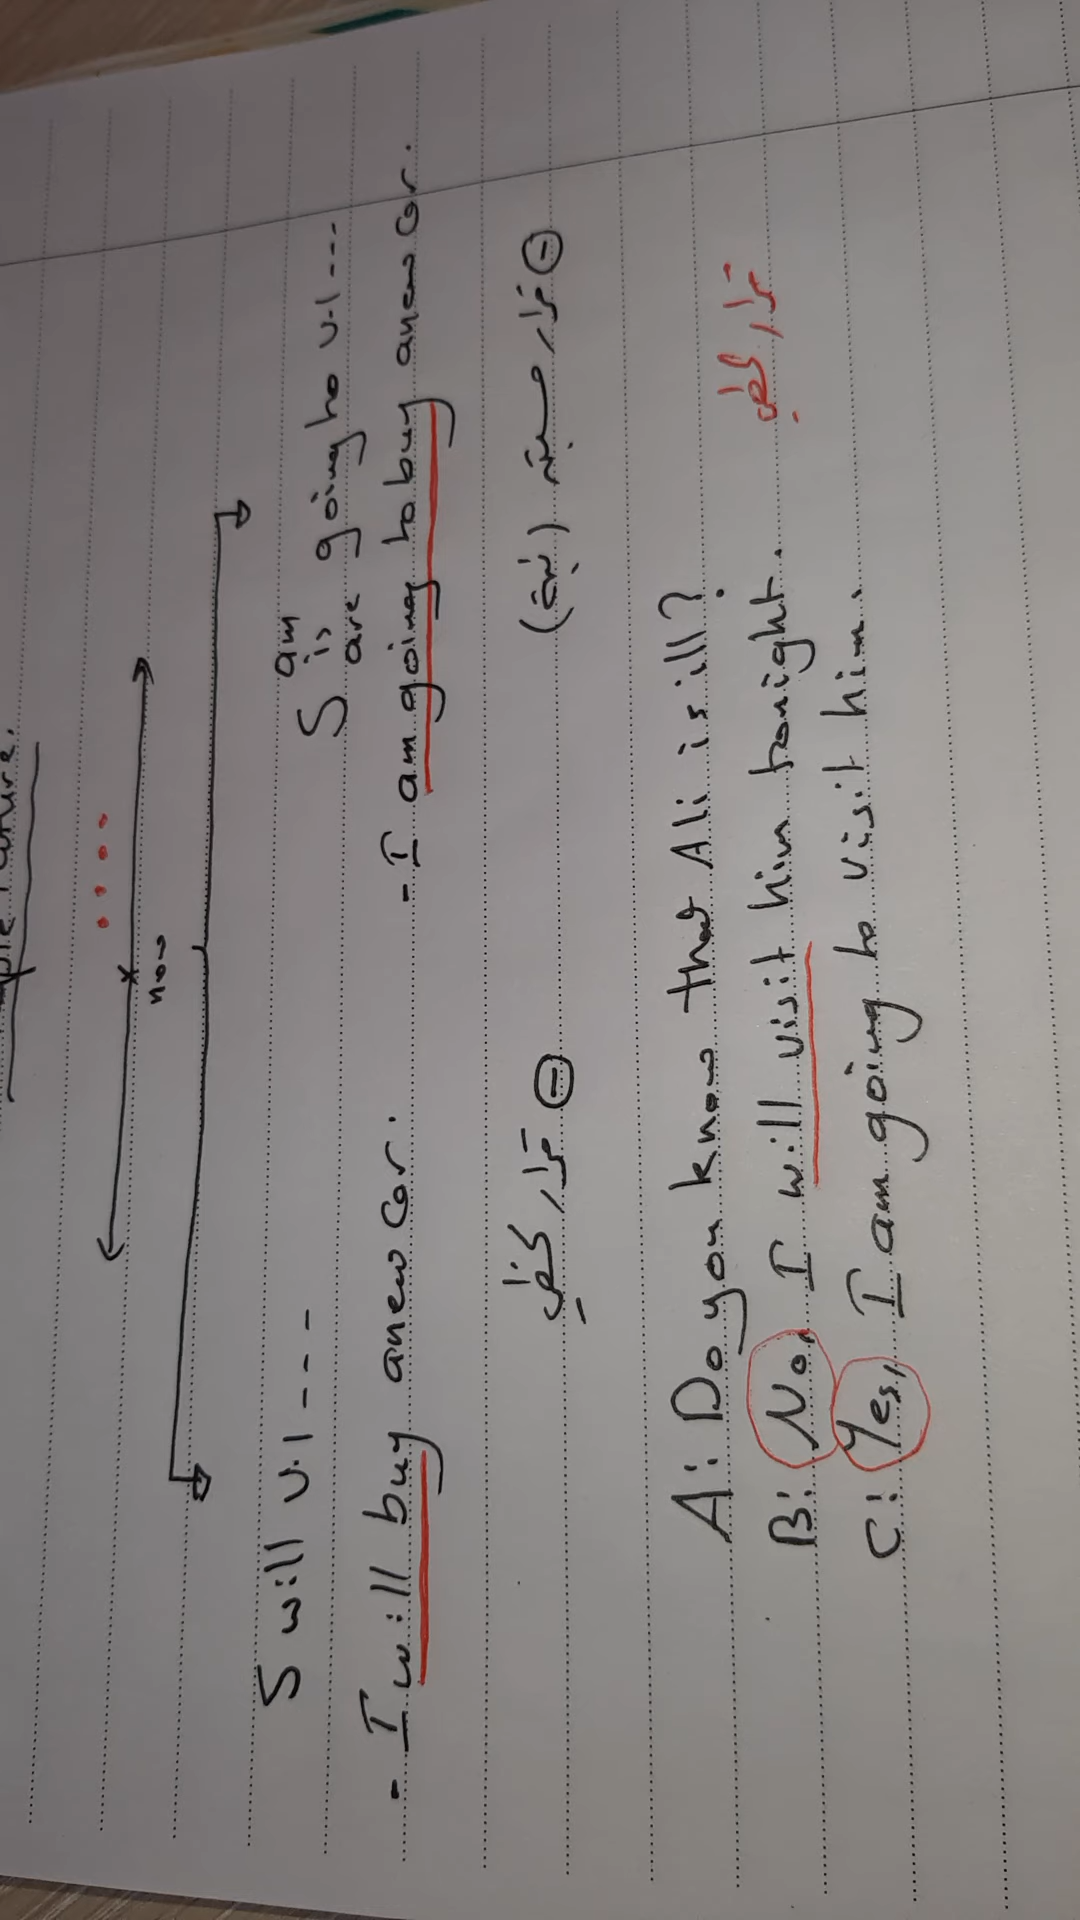 Future.
now
S will v.1 ---
am
S is going to v.1 ---
are
- I will buy a new car.
- I am going to buy a new car.
① قرار لحظي
① قرار مسبق (نية)
A: Do you know that Ali is ill?
B: No, I will visit him tonight. قرار لحظي
C: Yes, I am going to visit him.